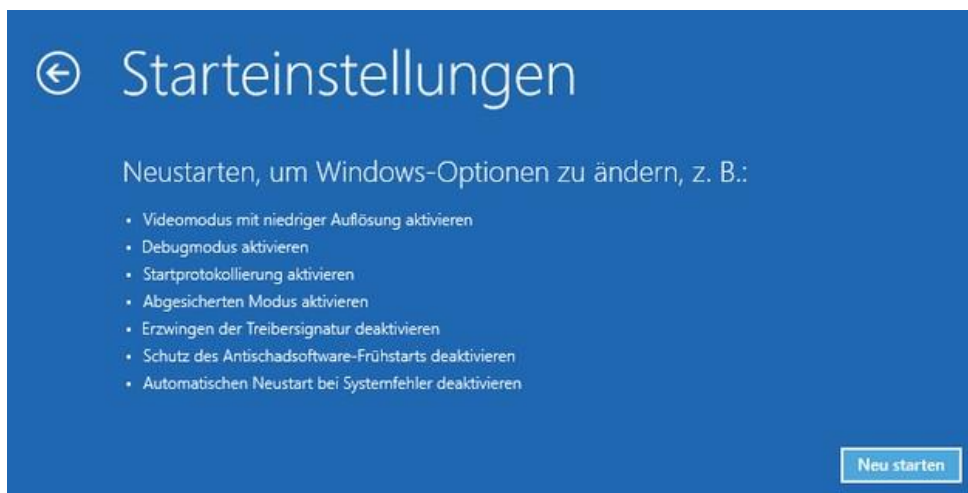 Starteinstellungen
Neustarten, um Windows-Optionen zu ändern, z. B.:
• Videomodus mit niedriger Auflösung aktivieren
• Debugmodus aktivieren
• Startprotokollierung aktivieren
• Abgesicherten Modus aktivieren
• Erzwingen der Treibersignatur deaktivieren
• Schutz des Antischadsoftware-Frühstarts deaktivieren
• Automatischen Neustart bei Systemfehler deaktivieren
Neu starten